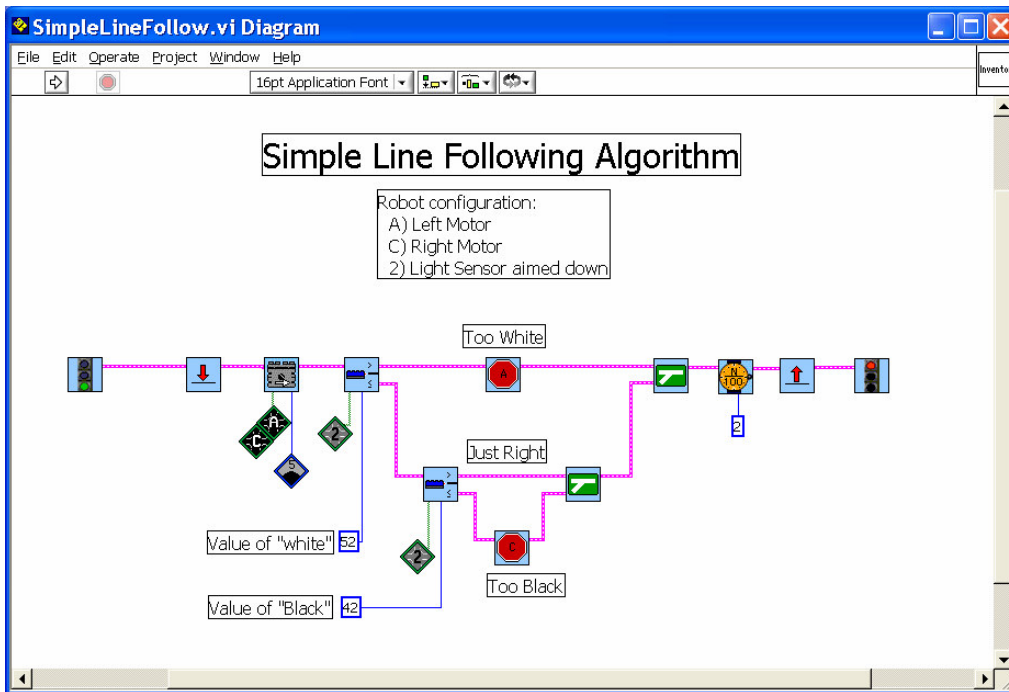 SimpleLineFollow.vi Diagram
File Edit Operate Project Window Help
16pt Application Font
Invento
Simple Line Following Algorithm
Robot configuration:
A) Left Motor
C) Right Motor
2) Light Sensor aimed down
Too White
A
N
100
>
≤
A
C
2
5
2
Just Right
>
≤
Value of "white" 52
2
C
Too Black
Value of "Black" 42